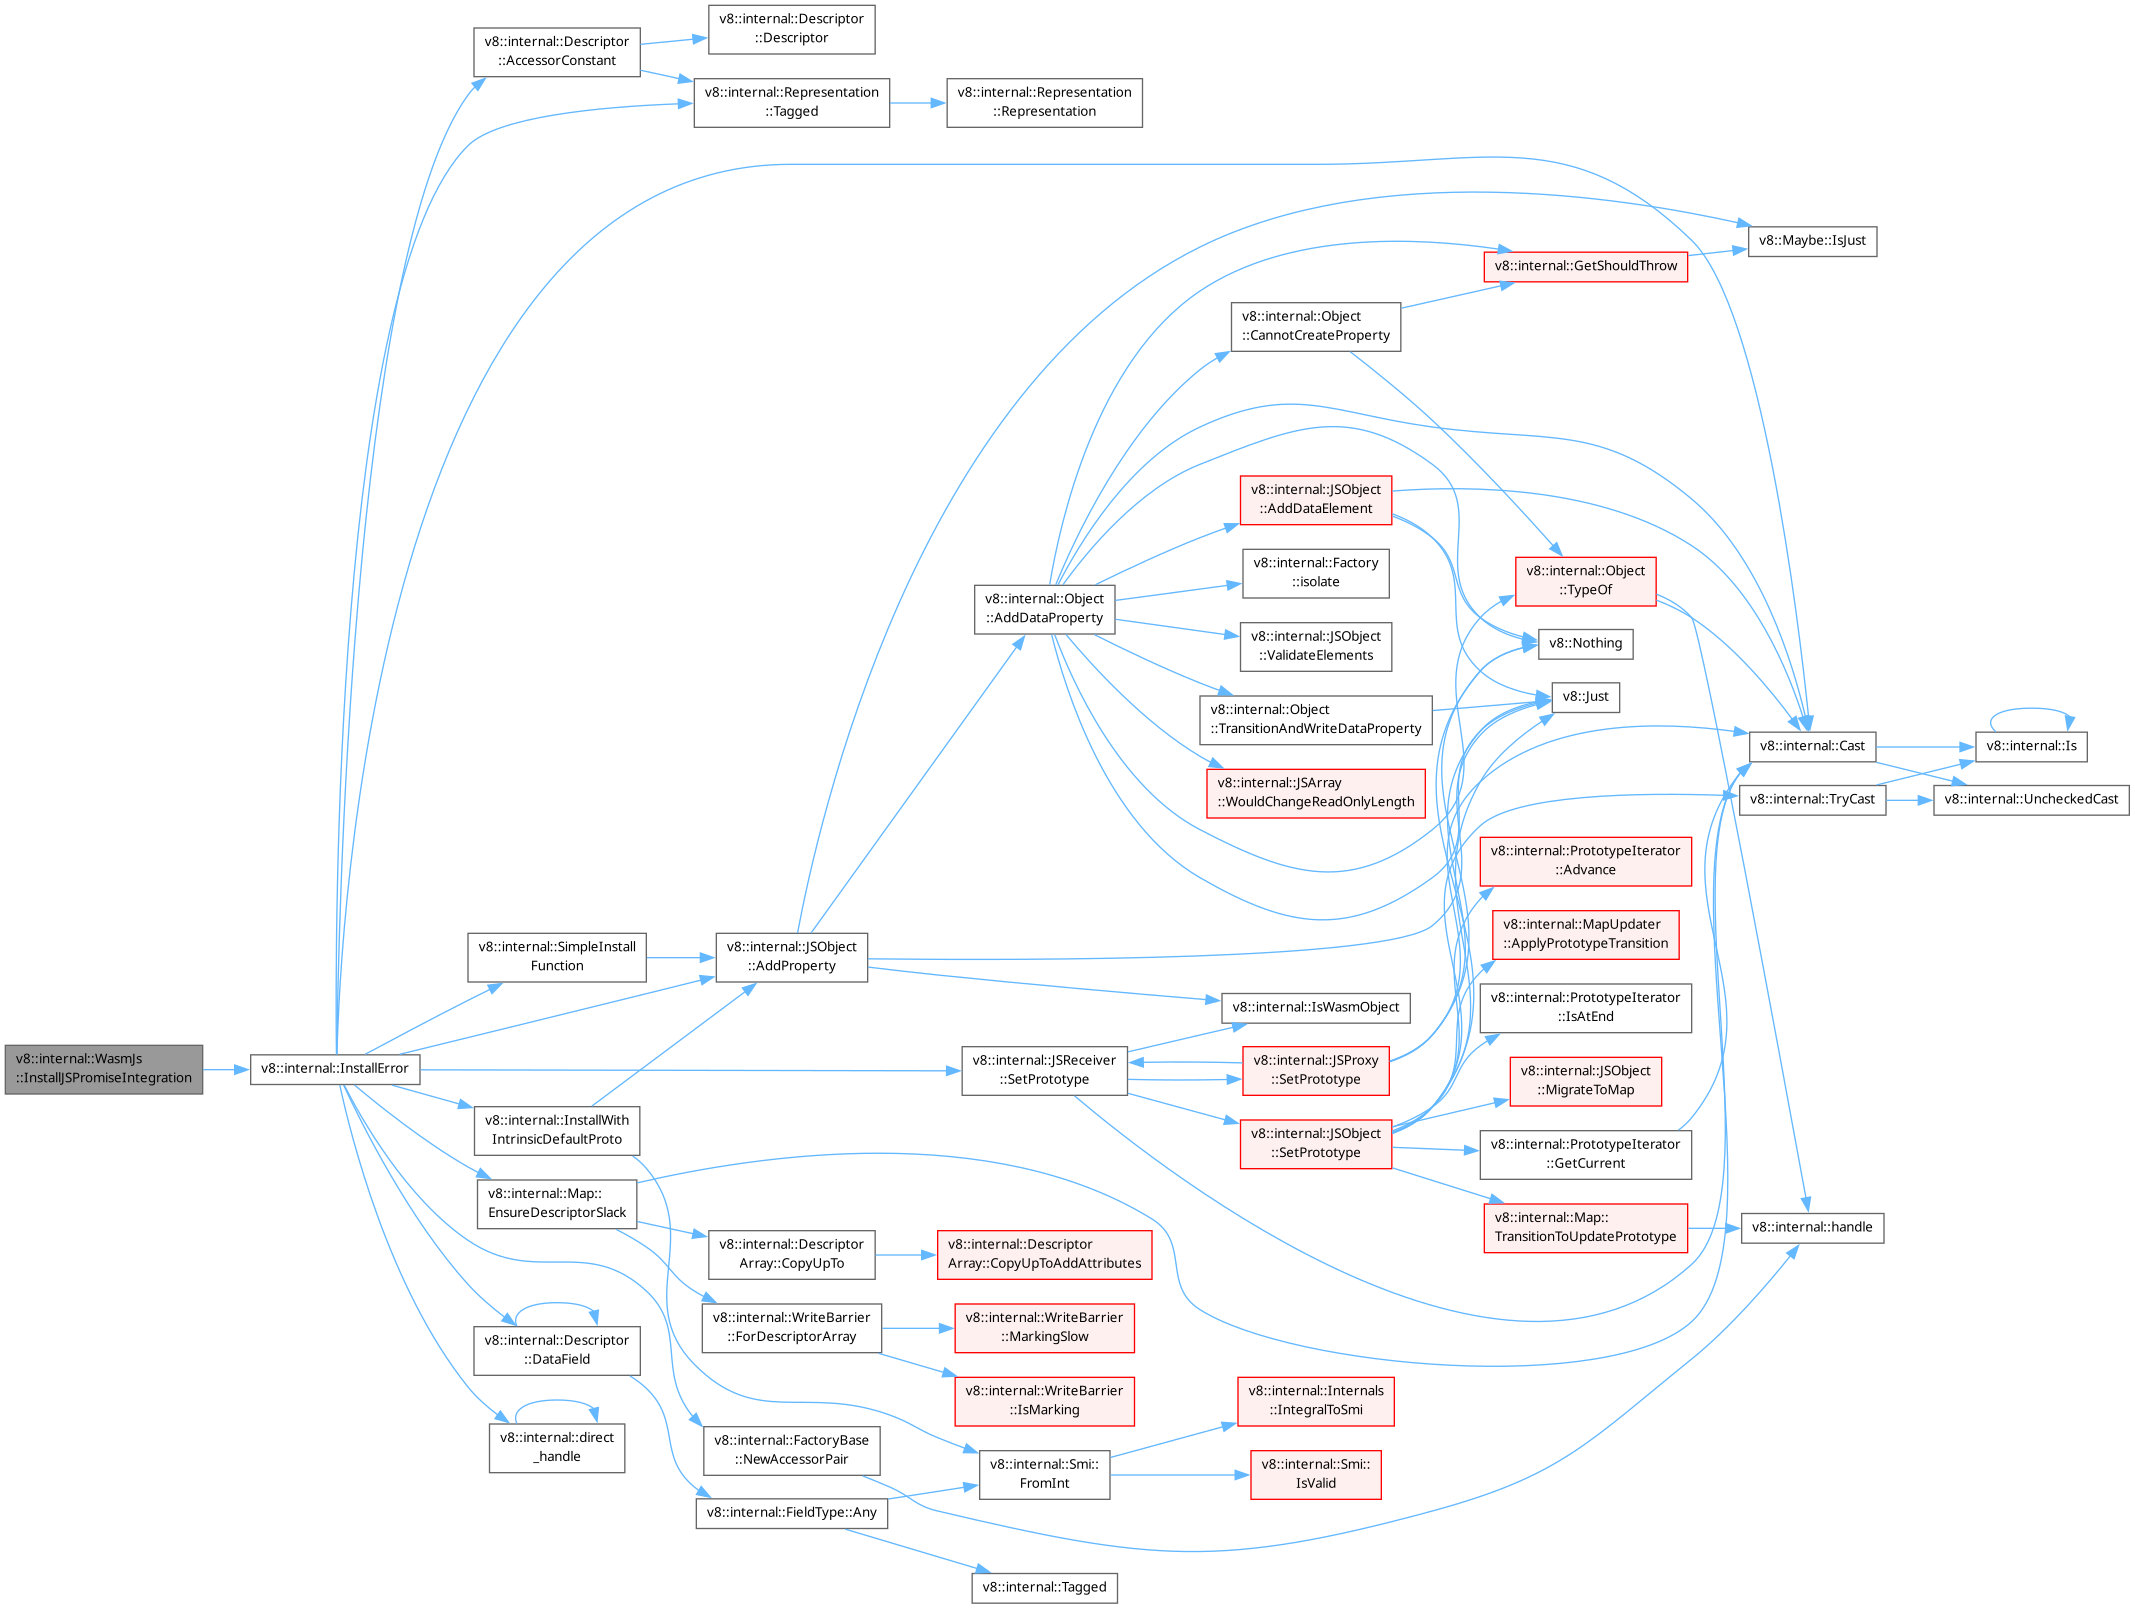 v8::internal::WasmJs
::InstallJSPromiseIntegration
v8::internal::InstallError
v8::internal::Descriptor
::AccessorConstant
v8::internal::Descriptor
::Descriptor
v8::internal::Representation
::Tagged
v8::internal::Representation
::Representation
v8::internal::SimpleInstall
Function
v8::internal::JSObject
::AddProperty
v8::internal::InstallWith
IntrinsicDefaultProto
v8::internal::Map::
EnsureDescriptorSlack
v8::internal::Descriptor
::DataField
v8::internal::direct
_handle
v8::internal::Descriptor
Array::CopyUpTo
v8::internal::WriteBarrier
::ForDescriptorArray
v8::internal::FactoryBase
::NewAccessorPair
v8::internal::FieldType::Any
v8::internal::Object
::AddDataProperty
v8::internal::JSReceiver
::SetPrototype
v8::internal::Descriptor
Array::CopyUpToAddAttributes
v8::internal::WriteBarrier
::MarkingSlow
v8::internal::WriteBarrier
::IsMarking
v8::internal::Smi::
FromInt
v8::internal::Tagged
v8::internal::Object
::CannotCreateProperty
v8::internal::JSObject
::AddDataElement
v8::internal::Factory
::isolate
v8::internal::JSObject
::ValidateElements
v8::internal::Object
::TransitionAndWriteDataProperty
v8::internal::JSArray
::WouldChangeReadOnlyLength
v8::internal::IsWasmObject
v8::internal::JSProxy
::SetPrototype
v8::internal::JSObject
::SetPrototype
v8::internal::Internals
::IntegralToSmi
v8::internal::Smi::
IsValid
v8::internal::GetShouldThrow
v8::internal::Object
::TypeOf
v8::Nothing
v8::Just
v8::internal::PrototypeIterator
::Advance
v8::internal::MapUpdater
::ApplyPrototypeTransition
v8::internal::PrototypeIterator
::IsAtEnd
v8::internal::JSObject
::MigrateToMap
v8::internal::PrototypeIterator
::GetCurrent
v8::internal::Map::
TransitionToUpdatePrototype
v8::Maybe::IsJust
v8::internal::Cast
v8::internal::TryCast
v8::internal::handle
v8::internal::Is
v8::internal::UncheckedCast